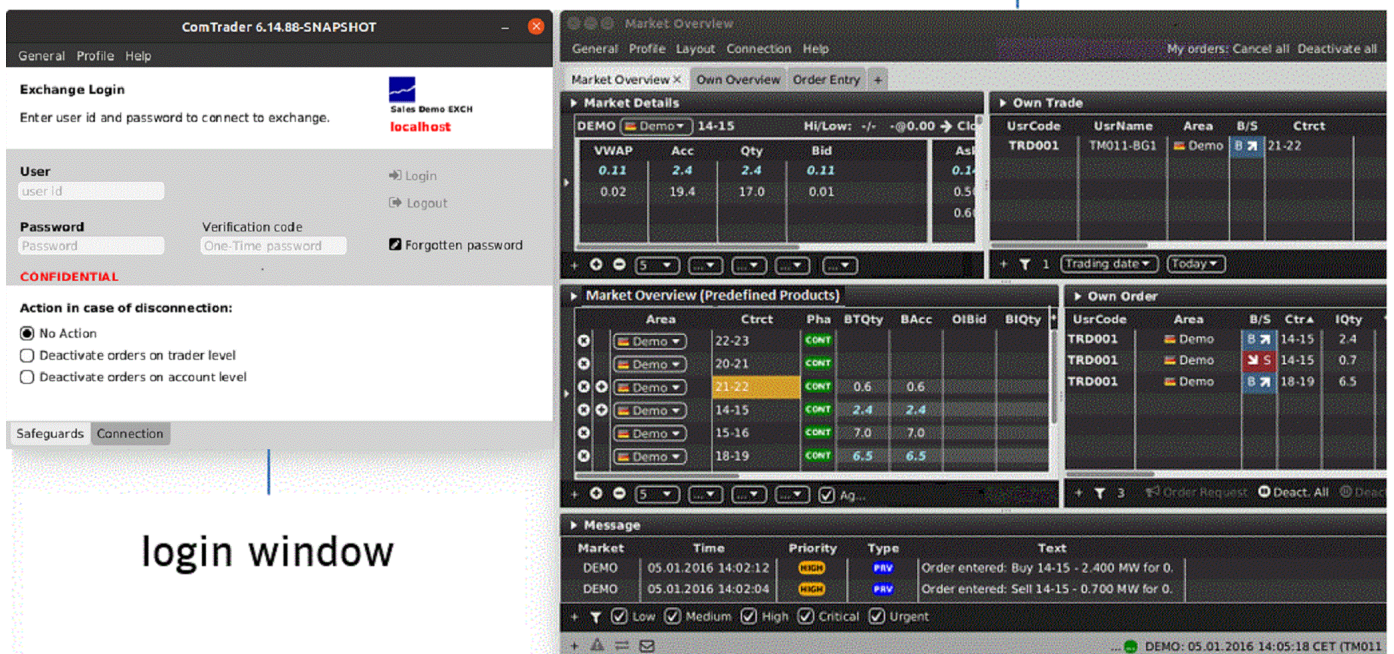 ComTrader 6.14.88-SNAPSHOT
General Profile Help
Exchange Login
Enter user id and password to connect to exchange.
Sales Demo EXCH
localhost
User
user id
Login
Logout
Password
Verification code
Password
One-Time password
Forgotten password
CONFIDENTIAL
Action in case of disconnection:
No Action
Deactivate orders on trader level
Deactivate orders on account level
Safeguards Connection
login window
Market Overview
General Profile Layout Connection Help
My orders: Cancel all Deactivate all
Market Overview Own Overview Order Entry +
Market Details
DEMO Demo 14-15 Hi/Low: -/- -@0.00
VWAP Acc Qty Bid
0.11 2.4 2.4 0.11
0.02 19.4 17.0 0.01
+ 5 ... ... ... ...
Own Trade
UsrCode UsrName Area B/S Ctrct
TRD001 TM011-BG1 Demo B 21-22
+ 1 Trading date Today
Market Overview (Predefined Products)
Area Ctrct Pha BTQty BAcc OIBid BIQty
Demo 22-23 CONT
Demo 20-21 CONT
Demo 21-22 CONT 0.6 0.6
Demo 14-15 CONT 2.4 2.4
Demo 15-16 CONT 7.0 7.0
Demo 18-19 CONT 6.5 6.5
+ 5 ... ... ... Ag...
Own Order
UsrCode Area B/S Ctr IQty
TRD001 Demo B 14-15 2.4
TRD001 Demo S 14-15 0.7
TRD001 Demo B 18-19 6.5
+ 3 Order Request Deact. All
Message
Market Time Priority Type Text
DEMO 05.01.2016 14:02:12 HIGH PRV Order entered: Buy 14-15 - 2.400 MW for 0.
DEMO 05.01.2016 14:02:04 HIGH PRV Order entered: Sell 14-15 - 0.700 MW for 0.
+ Low Medium High Critical Urgent
+ ... DEMO: 05.01.2016 14:05:18 CET (TM011